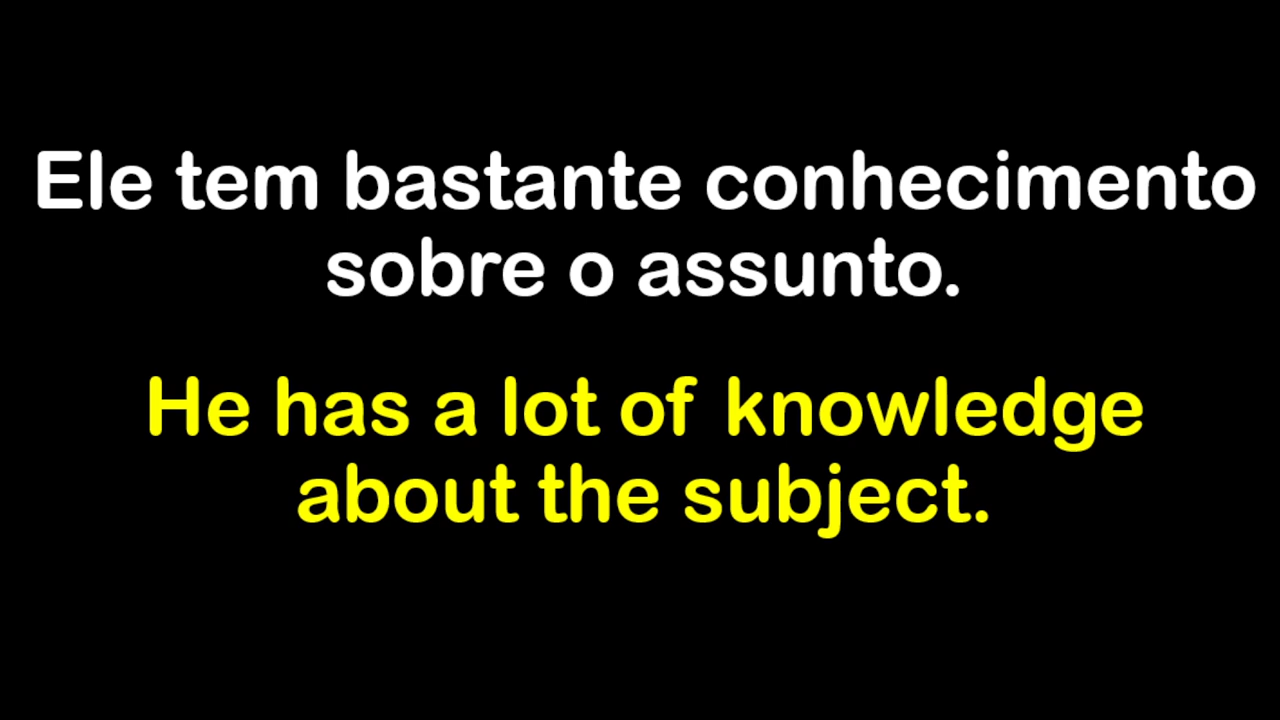 Ele tem bastante conhecimento
sobre o assunto.
He has a lot of knowledge
about the subject.